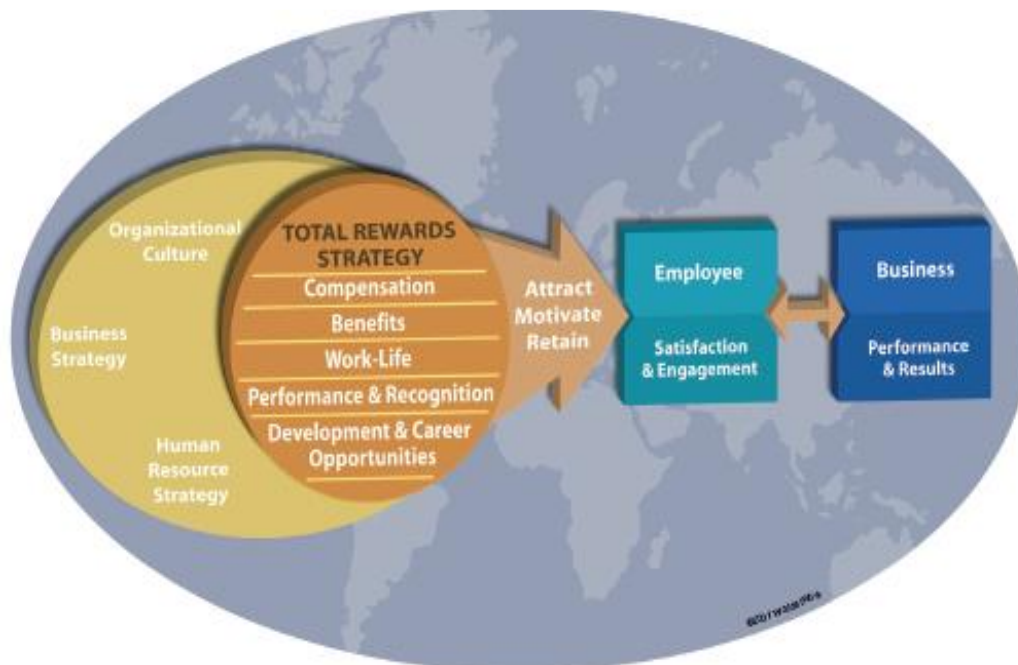 Organizational
Culture
Business
Strategy
Human
Resource
Strategy
TOTAL REWARDS
STRATEGY
Compensation
Benefits
Work-Life
Performance & Recognition
Development & Career
Opportunities
Attract
Motivate
Retain
Employee
Satisfaction
& Engagement
Business
Performance
& Results